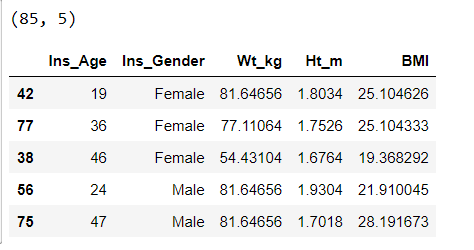 (85, 5)
Ins_Age Ins_Gender Wt_kg Ht_m BMI
42 19 Female 81.64656 1.8034 25.104626
77 36 Female 77.11064 1.7526 25.104333
38 46 Female 54.43104 1.6764 19.368292
56 24 Male 81.64656 1.9304 21.910045
75 47 Male 81.64656 1.7018 28.191673